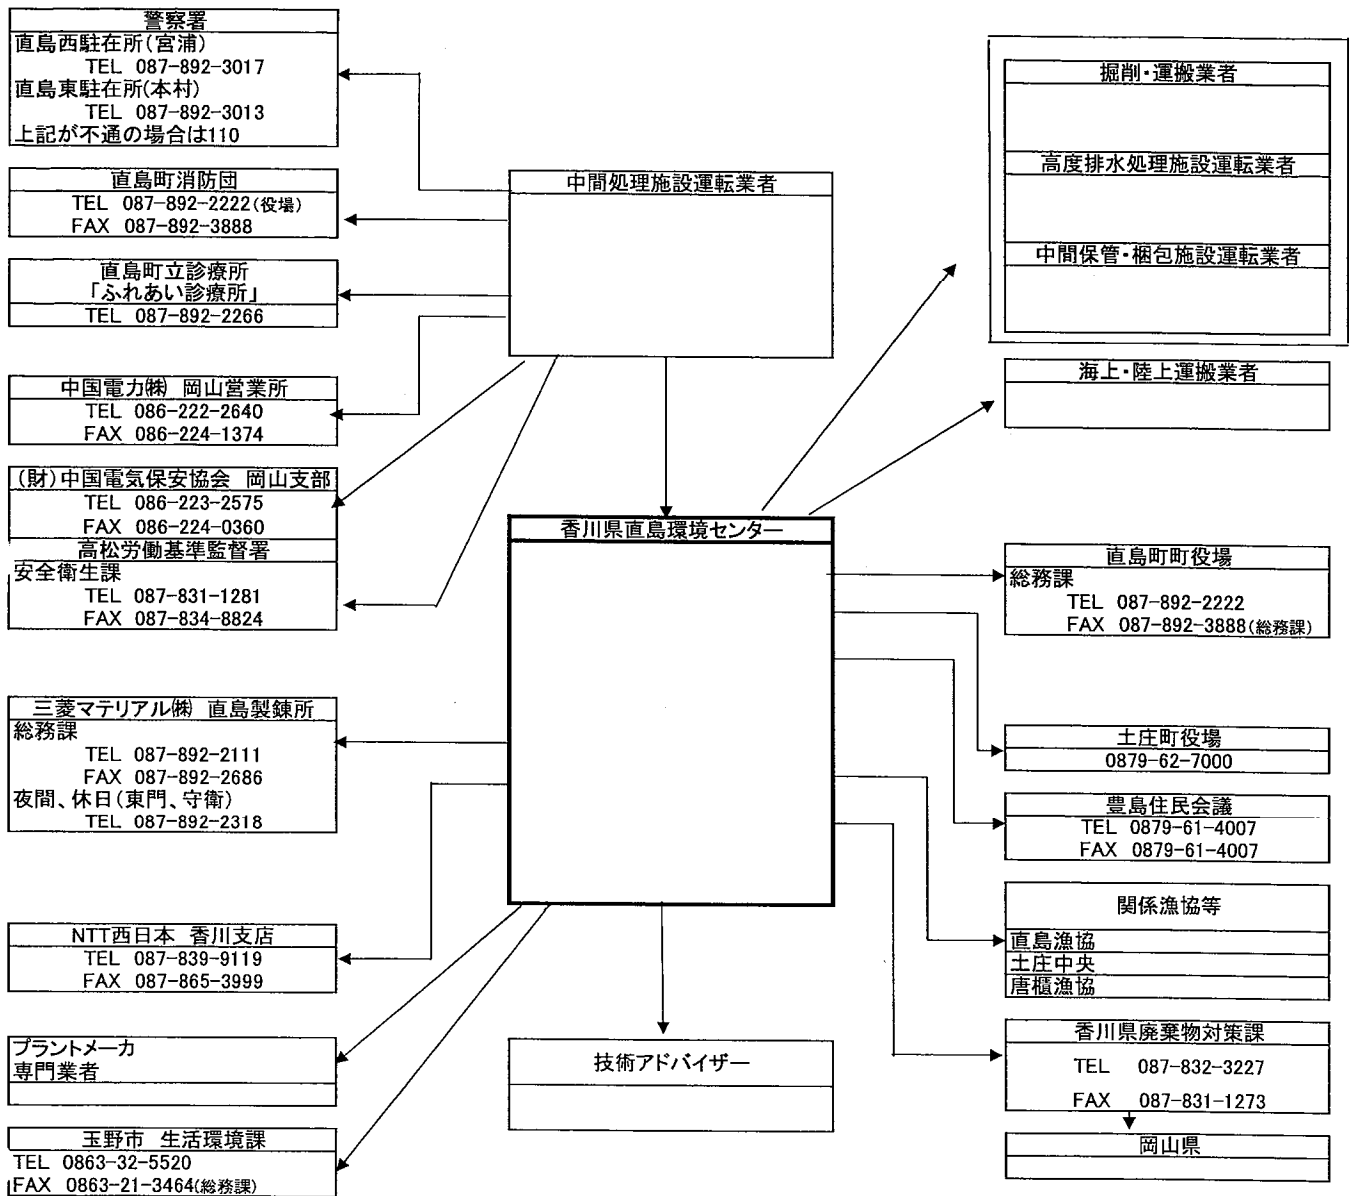 警察署
直島西駐在所(宮浦)
TEL 087-892-3017
直島東駐在所(本村)
TEL 087-892-3013
上記が不通の場合は110
直島町消防団
TEL 087-892-2222(役場)
FAX 087-892-3888
直島町立診療所
「ふれあい診療所」
TEL 087-892-2266
中国電力㈱ 岡山営業所
TEL 086-222-2640
FAX 086-224-1374
(財)中国電気保安協会 岡山支部
TEL 086-223-2575
FAX 086-224-0360
高松労働基準監督署
安全衛生課
TEL 087-831-1281
FAX 087-834-8824
三菱マテリアル㈱ 直島製錬所
総務課
TEL 087-892-2111
FAX 087-892-2686
夜間、休日(東門、守衛)
TEL 087-892-2318
NTT西日本 香川支店
TEL 087-839-9119
FAX 087-865-3999
プラントメーカ
専門業者
玉野市 生活環境課
TEL 0863-32-5520
FAX 0863-21-3464(総務課)
中間処理施設運転業者
香川県直島環境センター
技術アドバイザー
掘削・運搬業者
高度排水処理施設運転業者
中間保管・梱包施設運転業者
海上・陸上運搬業者
直島町町役場
総務課
TEL 087-892-2222
FAX 087-892-3888(総務課)
土庄町役場
0879-62-7000
豊島住民会議
TEL 0879-61-4007
FAX 0879-61-4007
関係漁協等
直島漁協
土庄中央
唐櫃漁協
香川県廃棄物対策課
TEL 087-832-3227
FAX 087-831-1273
岡山県